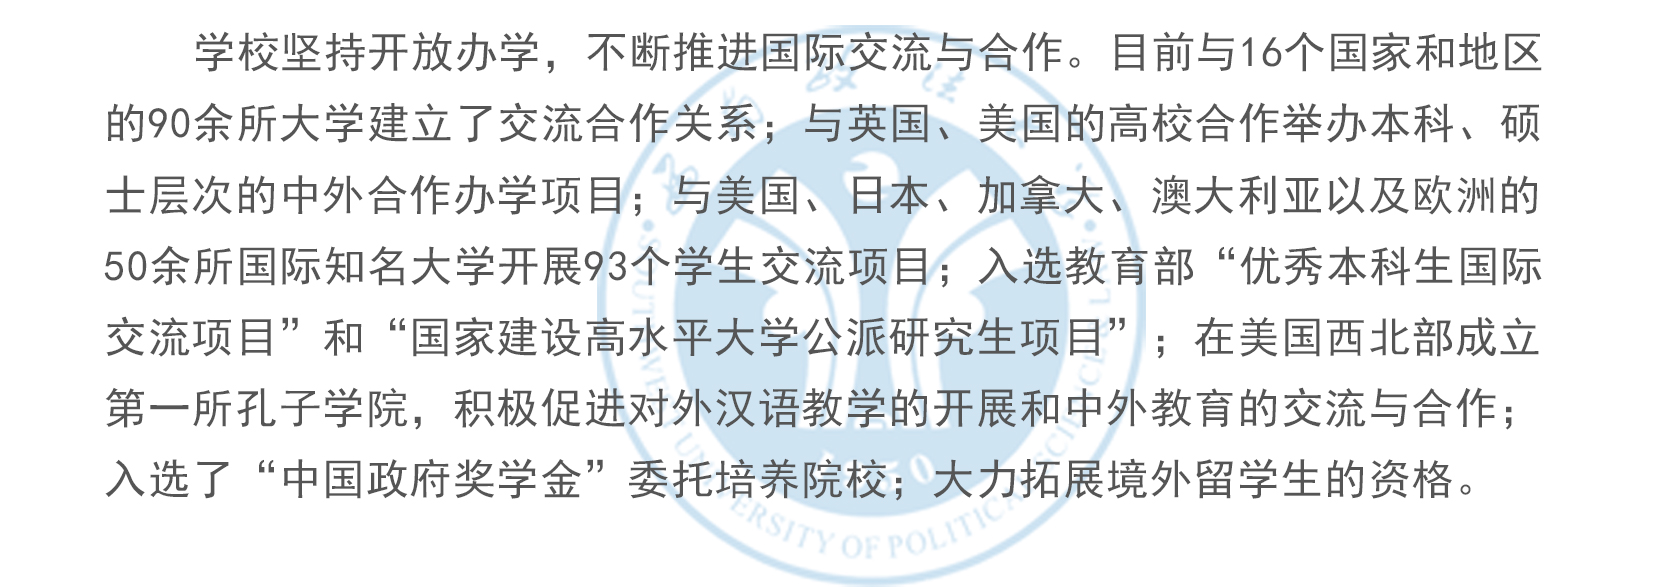 学校坚持开放办学，不断推进国际交流与合作。目前与16个国家和地区
的90余所大学建立了交流合作关系；与英国、美国的高校合作举办本科、硕
士层次的中外合作办学项目；与美国、日本、加拿大、澳大利亚以及欧洲的
50余所国际知名大学开展93个学生交流项目；入选教育部“优秀本科生国际
交流项目”和“国家建设高水平大学公派研究生项目”；在美国西北部成立
第一所孔子学院，积极促进对外汉语教学的开展和中外教育的交流与合作；
入选了“中国政府奖学金”委托培养院校；大力拓展境外留学生的资格。
UNIVERSITY OF POLITICAL SCIENCE